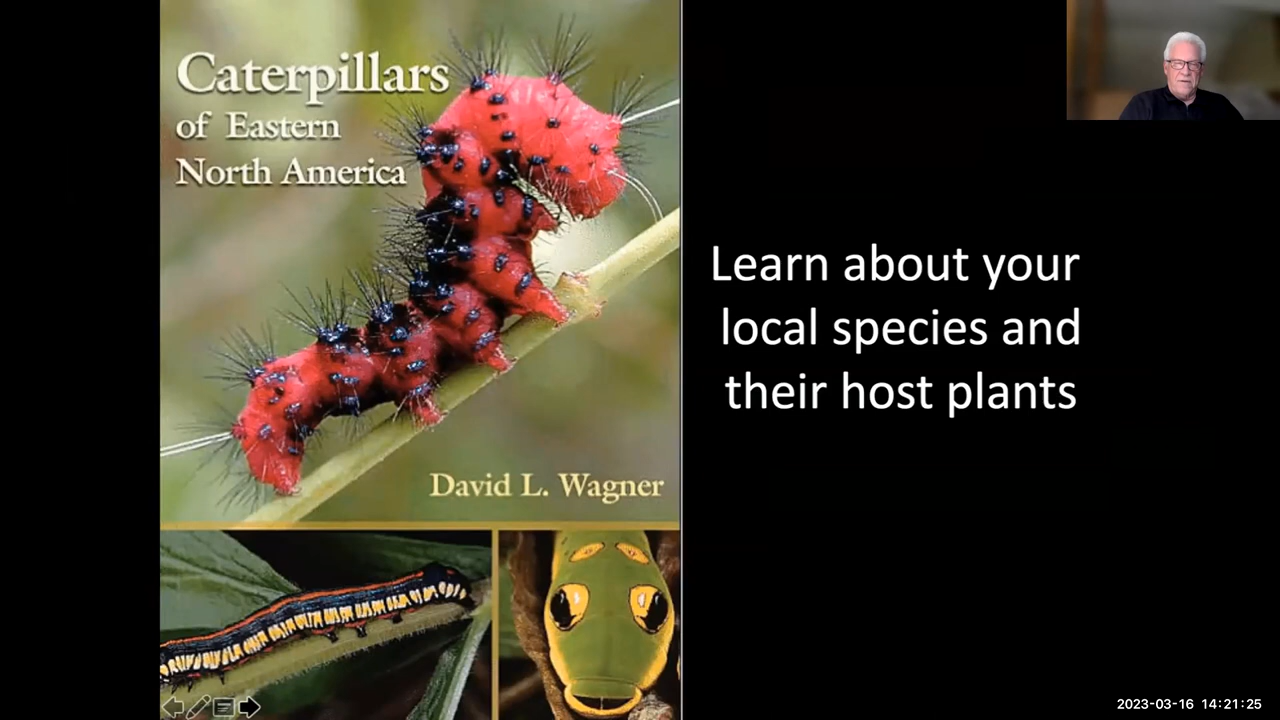 Caterpillars
of Eastern
North America
David L. Wagner
Learn about your
local species and
their host plants
2023-03-16 14:21:25